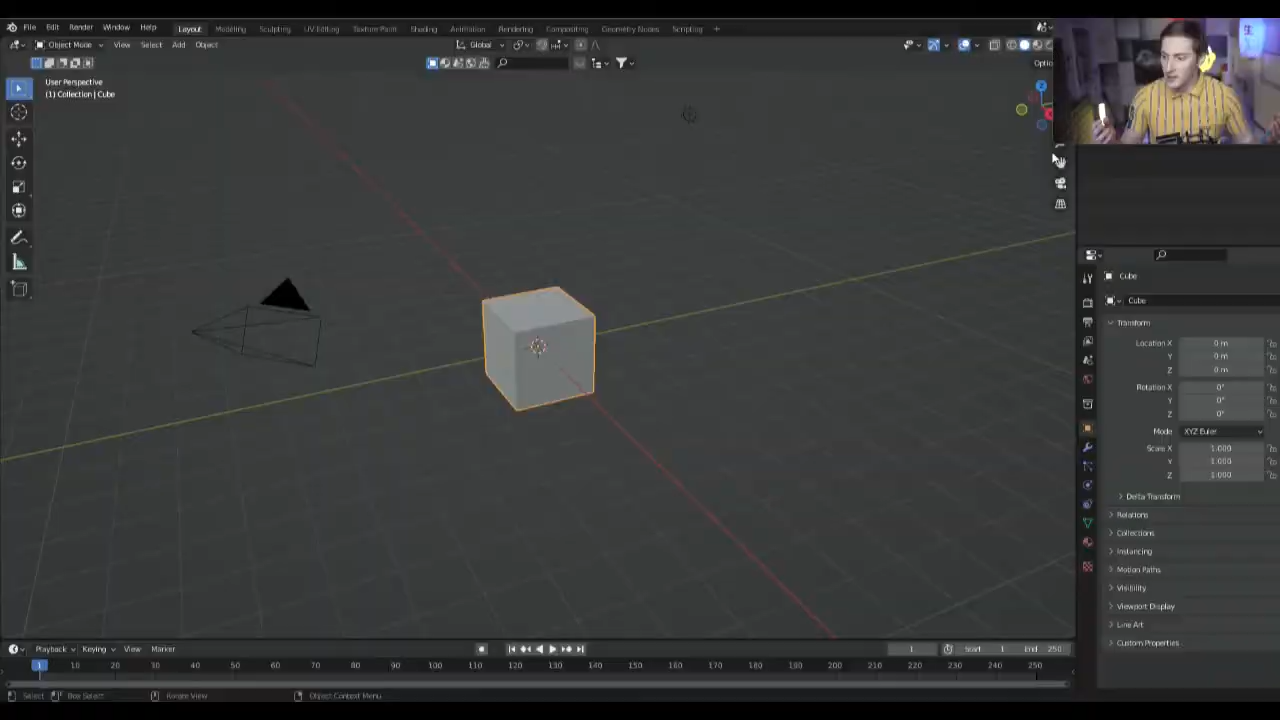 File Edit Render Window Help Layout Modeling Sculpting UV Editing Texture Paint Shading Animation Rendering Compositing Geometry Nodes Scripting +
Object Mode View Select Add Object Global
Optio
User Perspective
(1) Collection | Cube
Cube
Cube
Transform
Location X 0 m
Y 0 m
Z 0 m
Rotation X 0°
Y 0°
Z 0°
Mode XYZ Euler
Scale X 1.000
Y 1.000
Z 1.000
Delta Transform
Relations
Collections
Instancing
Motion Paths
Visibility
Viewport Display
Line Art
Custom Properties
Playback Keying View Marker 1 Start 1 End 250
1 10 20 30 40 50 60 70 80 90 100 110 120 130 140 150 160 170 180 190 200 210 220 230 240 250
Select Box Select Rotate View Object Context Menu